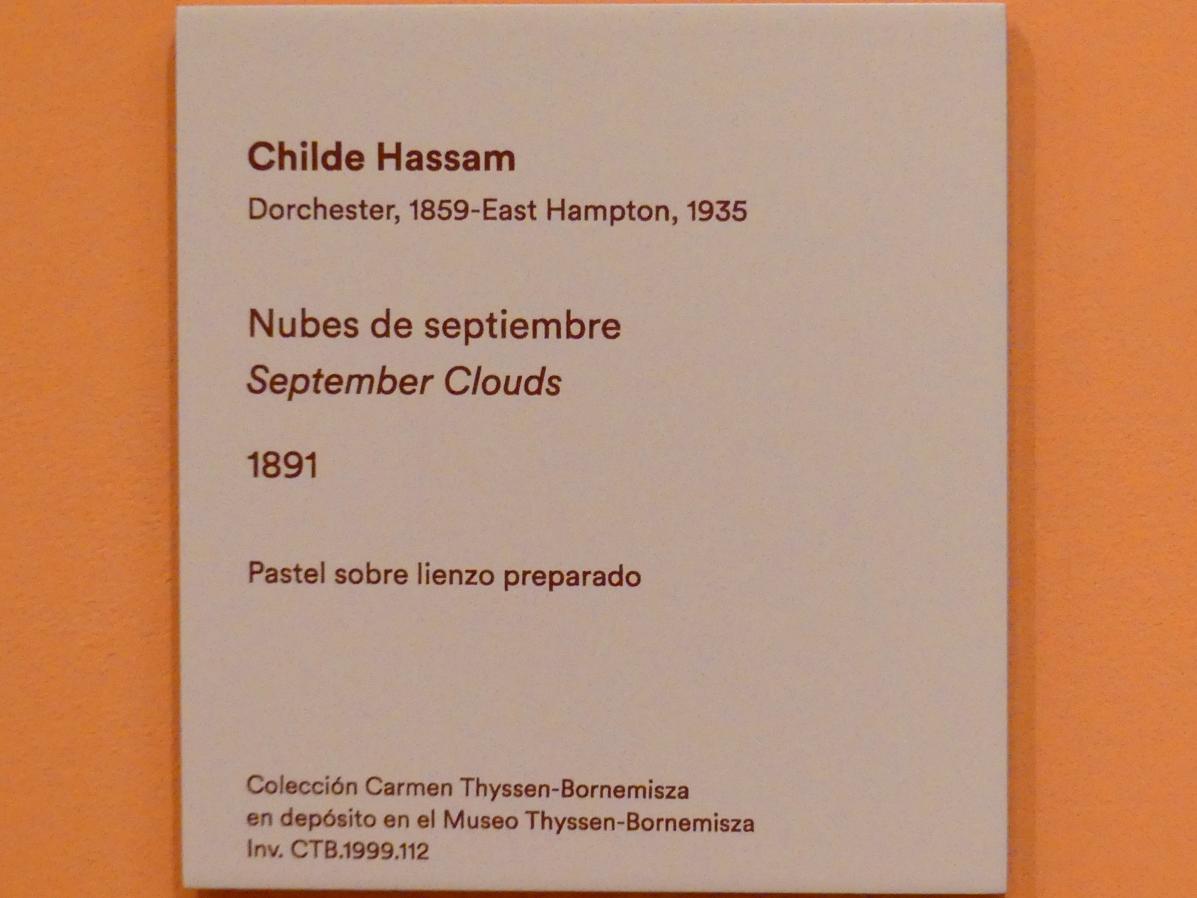 Childe Hassam
Dorchester, 1859-East Hampton, 1935
Nubes de septiembre
September Clouds
1891
Pastel sobre lienzo preparado
Colección Carmen Thyssen-Bornemisza
en depósito en el Museo Thyssen-Bornemisza
Inv. CTB.1999.112